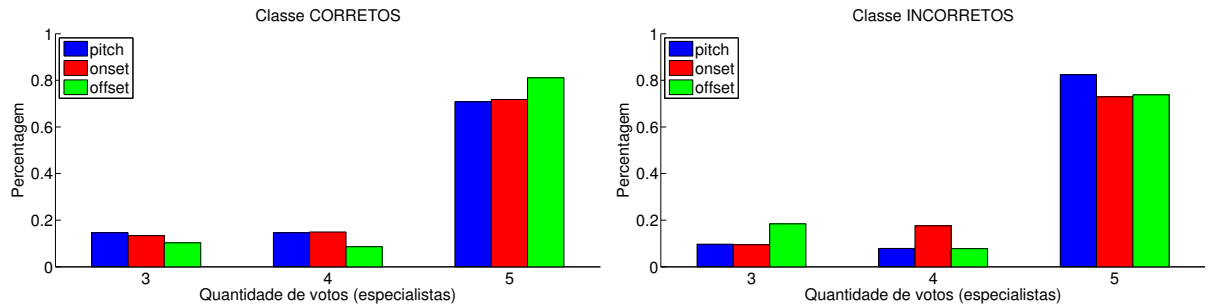 Classe CORRETOS
1
0.8
0.6
0.4
0.2
0
Percentagem
pitch
onset
offset
3 4 5
Quantidade de votos (especialistas)
Classe INCORRETOS
1
0.8
0.6
0.4
0.2
0
Percentagem
pitch
onset
offset
3 4 5
Quantidade de votos (especialistas)